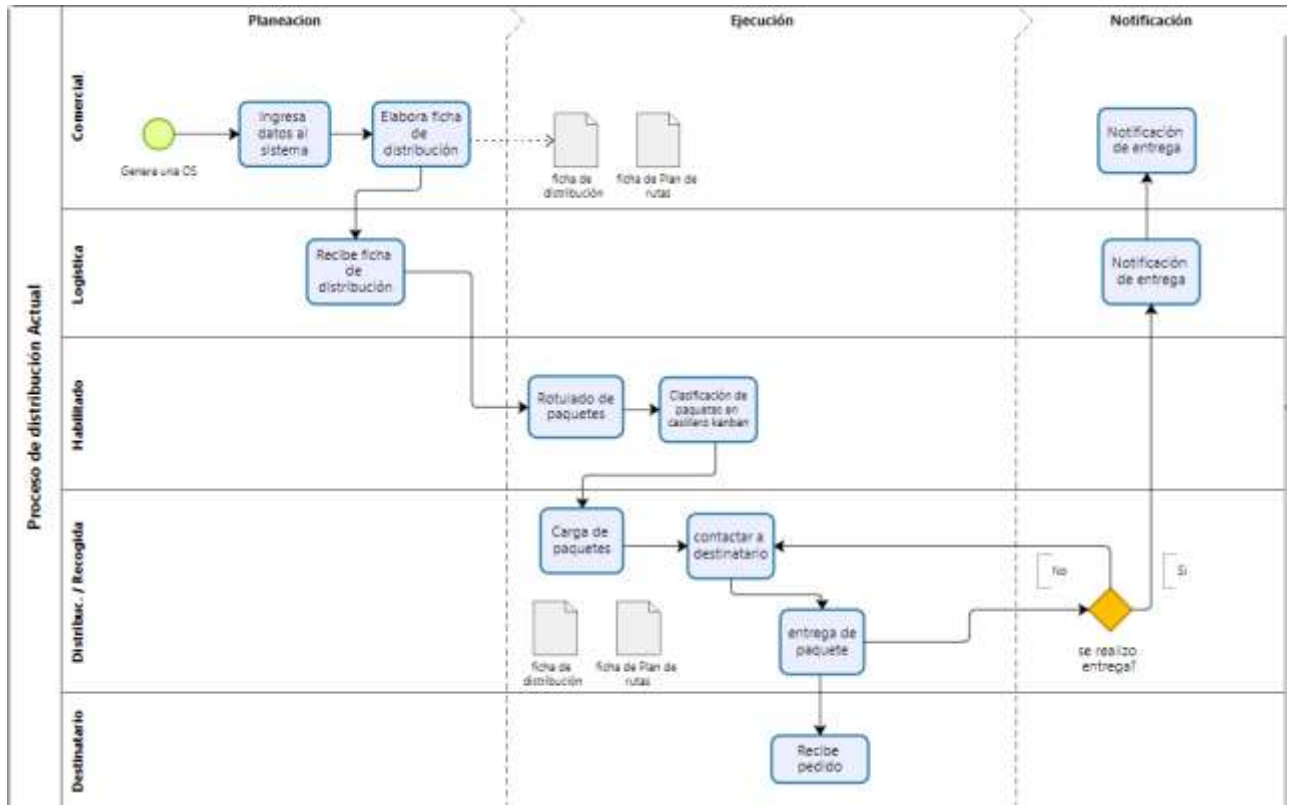 Planeacion
Ejecución
Notificación
Proceso de distribución Actual
Comercial
Genera una OS
Ingresa
datos al
sistema
Elabora ficha
de
distribución
ficha de
distribución
ficha de Plan de
rutas
Notificación
de entrega
Logística
Recibe ficha
de
distribución
Notificación
de entrega
Habilitado
Rotulado de
paquetes
Clasificación de
paquetes en
casillero kanban
Distribuc. / Recogida
Carga de
paquetes
contactar a
destinatario
No
Si
entrega de
paquete
se realizo
entrega?
ficha de
distribución
ficha de Plan de
rutas
Destinatario
Recibe
pedido